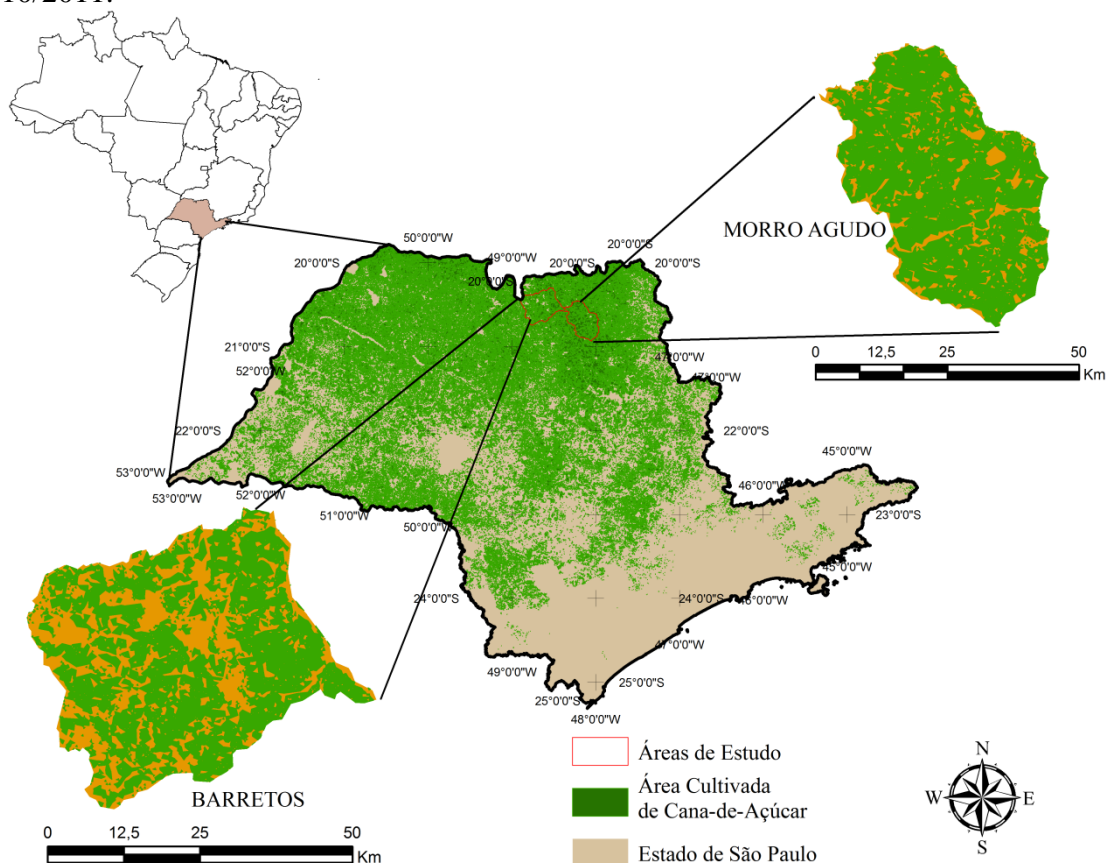 16/2011.
MORRO AGUDO
0 12,5 25 50
Km
50°0'0"W
49°0'0"W
20°0'0"S
20°0'0"S
20°0'0"S
20°0'0"S
20°0'0"S
21°0'0"S
52°0'0"W
47°0'0"W
47°0'0"W
22°0'0"S
22°0'0"S
53°0'0"W
53°0'0"W
52°0'0"W
51°0'0"W
50°0'0"W
45°0'0"W
46°0'0"W
23°0'0"S
45°0'0"W
24°0'0"S
24°0'0"S
46°0'0"W
47°0'0"W
49°0'0"W
25°0'0"S
25°0'0"S
48°0'0"W
BARRETOS
0 12,5 25 50
Km
Áreas de Estudo
Área Cultivada
de Cana-de-Açúcar
Estado de São Paulo
N
W E
S